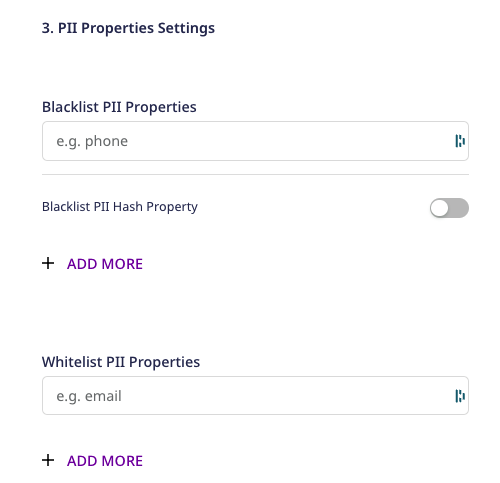 3. PII Properties Settings
Blacklist PII Properties
e.g. phone
Blacklist PII Hash Property
+ ADD MORE
Whitelist PII Properties
e.g. email
+ ADD MORE